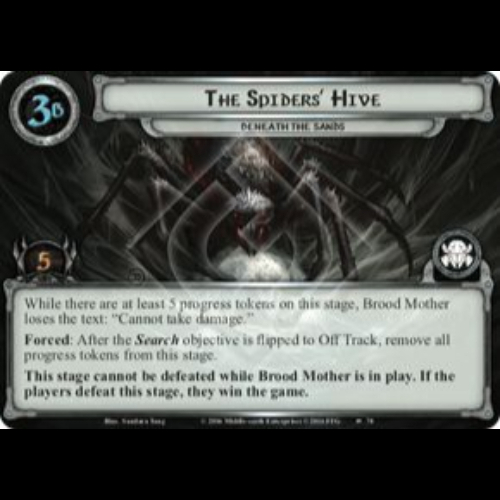 3B
THE SPIDERS' HIVE
BENEATH THE SANDS
5
While there are at least 5 progress tokens on this stage, Brood Mother
loses the text: "Cannot take damage."
Forced: After the Search objective is flipped to Off Track, remove all
progress tokens from this stage.
This stage cannot be defeated while Brood Mother is in play. If the
players defeat this stage, they win the game.